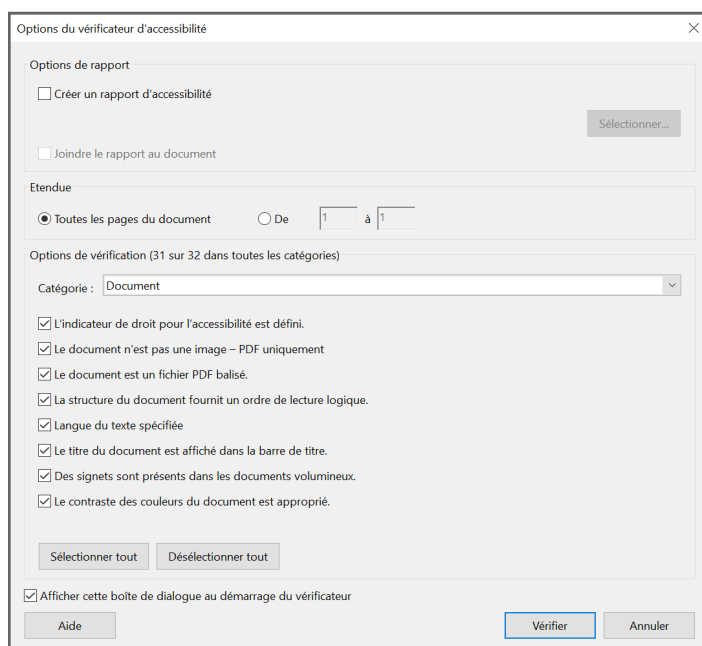 Options du vérificateur d'accessibilité
Options de rapport
Créer un rapport d'accessibilité
Sélectionner...
Joindre le rapport au document
Etendue
Toutes les pages du document De 1 à 1
Options de vérification (31 sur 32 dans toutes les catégories)
Catégorie : Document
L'indicateur de droit pour l'accessibilité est défini.
Le document n'est pas une image – PDF uniquement
Le document est un fichier PDF balisé.
La structure du document fournit un ordre de lecture logique.
Langue du texte spécifiée
Le titre du document est affiché dans la barre de titre.
Des signets sont présents dans les documents volumineux.
Le contraste des couleurs du document est approprié.
Sélectionner tout Désélectionner tout
Afficher cette boîte de dialogue au démarrage du vérificateur
Aide Vérifier Annuler